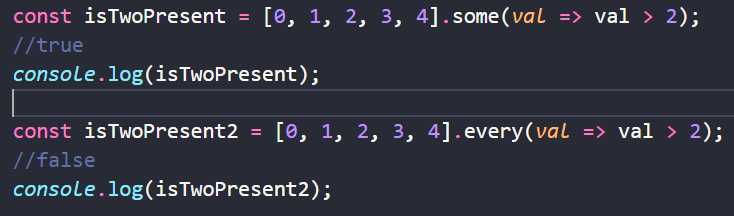 const isTwoPresent = [0, 1, 2, 3, 4].some(val => val > 2);
//true
console.log(isTwoPresent);
const isTwoPresent2 = [0, 1, 2, 3, 4].every(val => val > 2);
//false
console.log(isTwoPresent2);